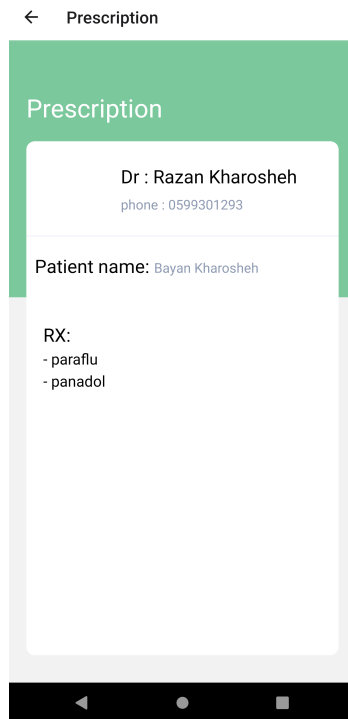 Prescription
Prescription
Dr : Razan Kharosheh
phone : 0599301293
Patient name: Bayan Kharosheh
RX:
- paraflu
- panadol